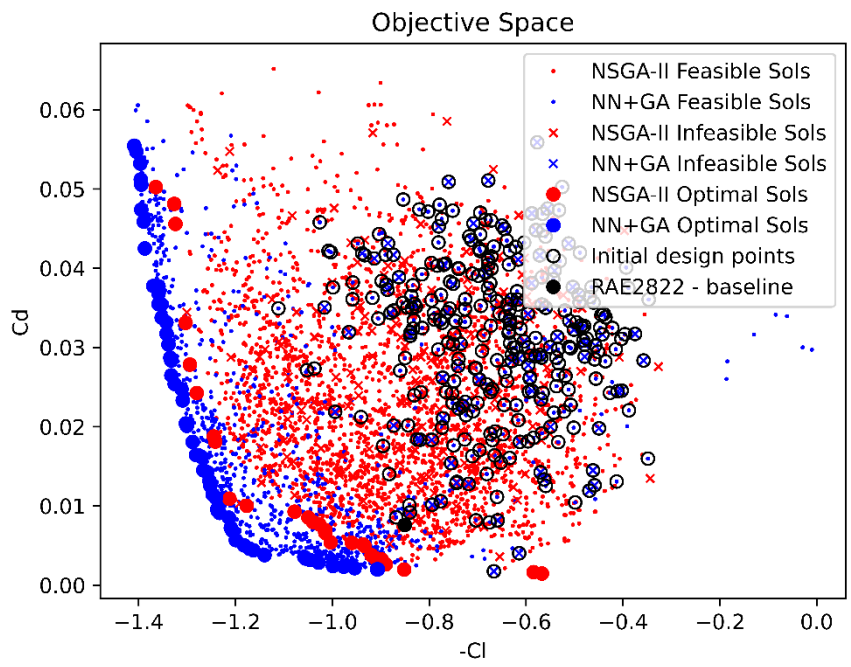 Objective Space
NSGA-II Feasible Sols
NN+GA Feasible Sols
NSGA-II Infeasible Sols
NN+GA Infeasible Sols
NSGA-II Optimal Sols
NN+GA Optimal Sols
Initial design points
RAE2822 - baseline
Cd
0.06
0.05
0.04
0.03
0.02
0.01
0.00
−1.4
−1.2
−1.0
−0.8
−0.6
−0.4
−0.2
0.0
-Cl